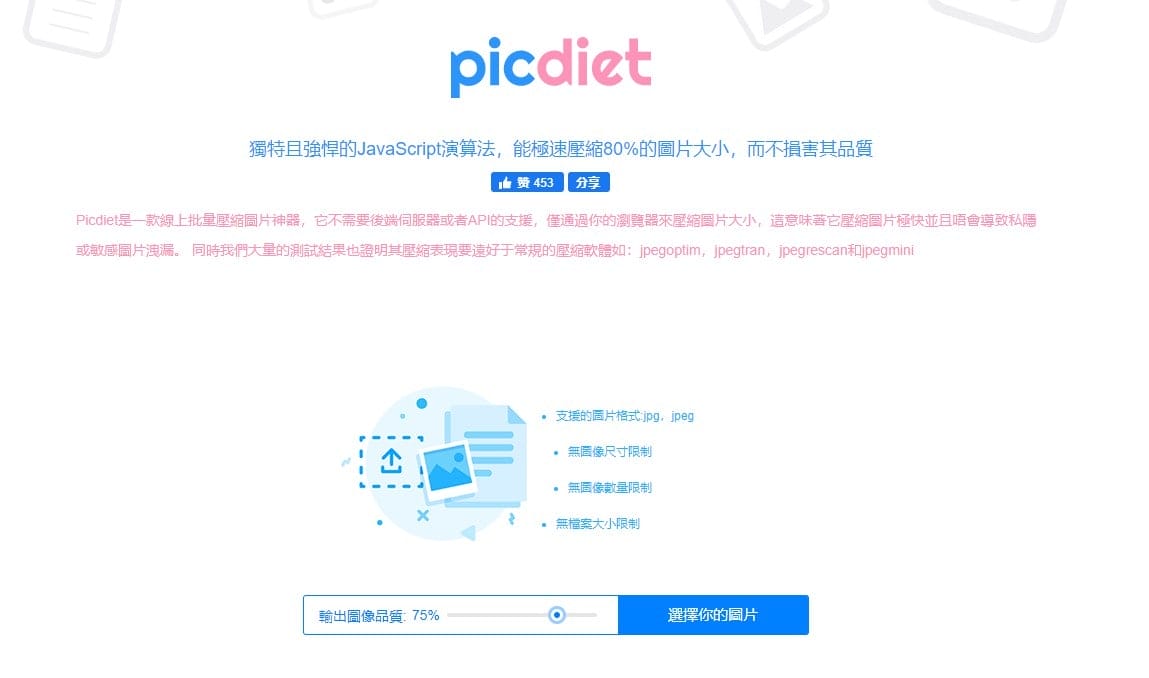 picdiet
獨特且強悍的JavaScript演算法，能極速壓縮80%的圖片大小，而不損害其品質
赞 453 分享
Picdiet是一款線上批量壓縮圖片神器，它不需要後端伺服器或者API的支援，僅通過你的瀏覽器來壓縮圖片大小，這意味著它壓縮圖片極快並且唔會導致私隱
或敏感圖片洩漏。 同時我們大量的測試結果也證明其壓縮表現要遠好于常規的壓縮軟體如：jpegoptim，jpegtran，jpegrescan和jpegmini
支援的圖片格式:jpg，jpeg
無圖像尺寸限制
無圖像數量限制
無檔案大小限制
輸出圖像品質: 75% 選擇你的圖片